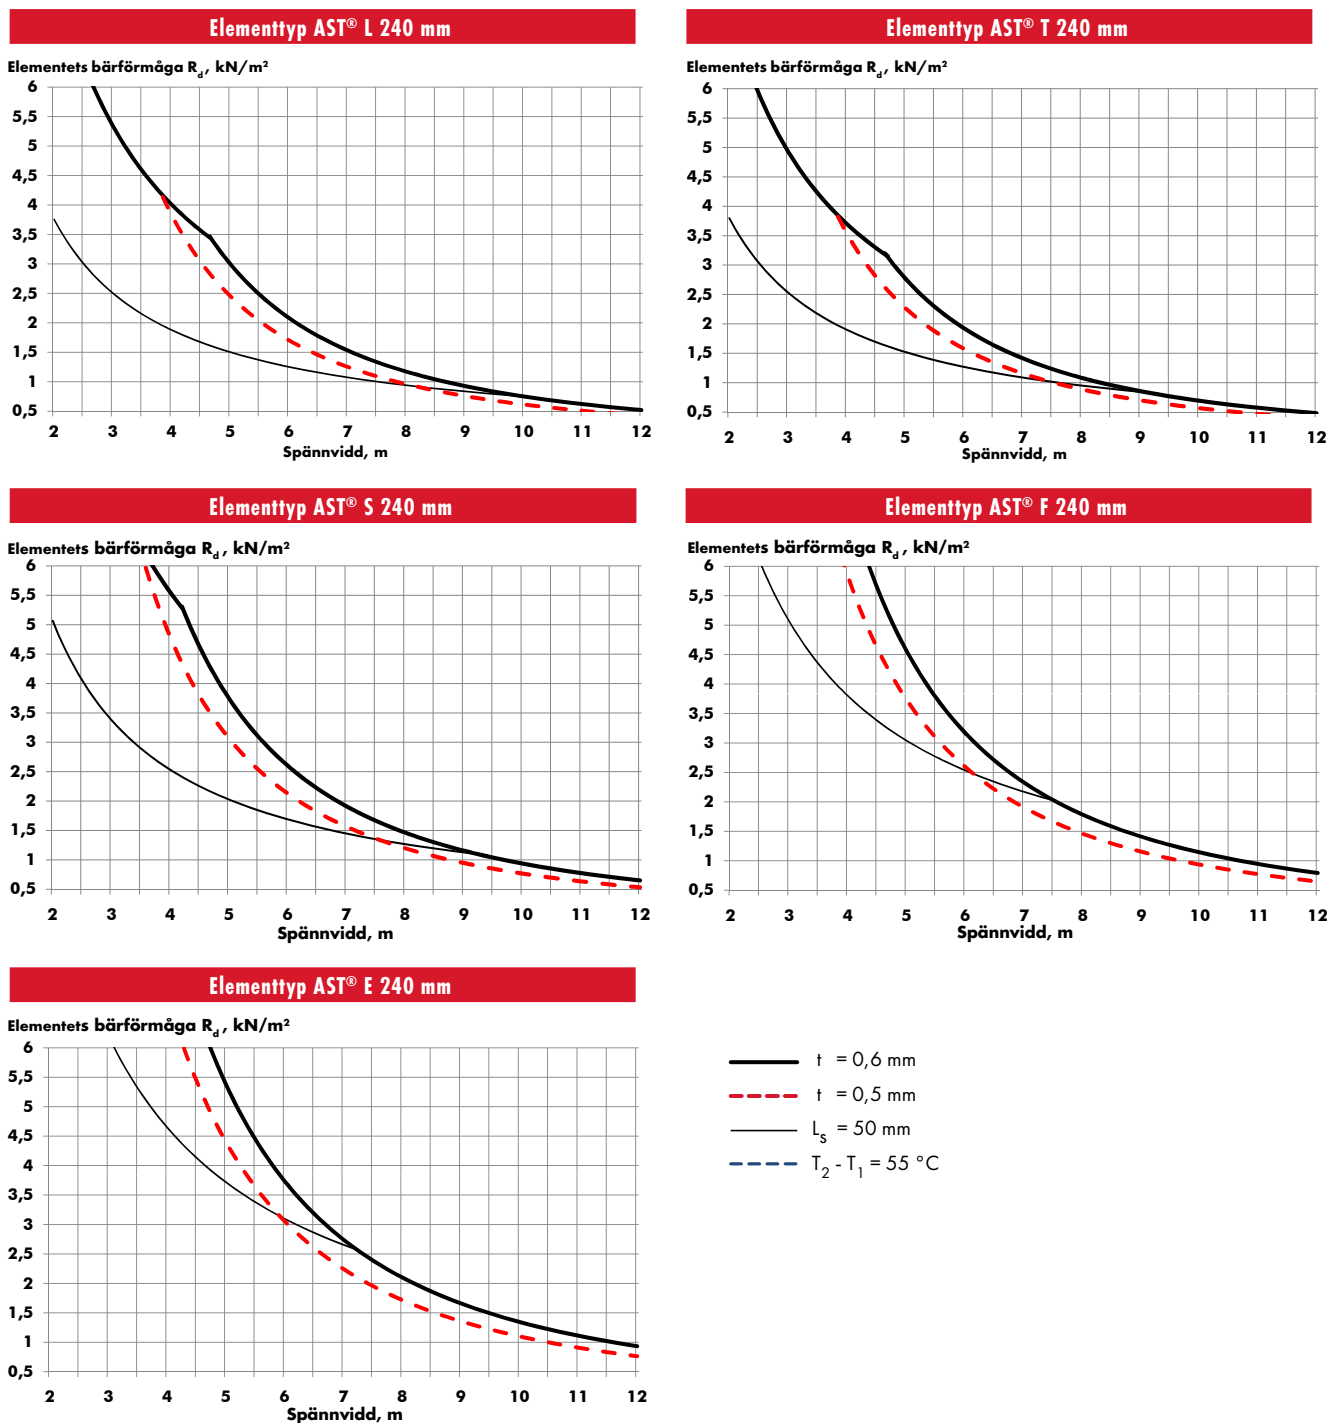 Elementtyp AST® L 240 mm
Elementets bärförmåga Rd, kN/m²
6
5,5
5
4,5
4
3,5
3
2,5
2
1,5
1
0,5
2 3 4 5 6 7 8 9 10 11 12
Spännvidd, m
Elementtyp AST® T 240 mm
Elementets bärförmåga Rd, kN/m²
6
5,5
5
4,5
4
3,5
3
2,5
2
1,5
1
0,5
2 3 4 5 6 7 8 9 10 11 12
Spännvidd, m
Elementtyp AST® S 240 mm
Elementets bärförmåga Rd, kN/m²
6
5,5
5
4,5
4
3,5
3
2,5
2
1,5
1
0,5
2 3 4 5 6 7 8 9 10 11 12
Spännvidd, m
Elementtyp AST® F 240 mm
Elementets bärförmåga Rd, kN/m²
6
5,5
5
4,5
4
3,5
3
2,5
2
1,5
1
0,5
2 3 4 5 6 7 8 9 10 11 12
Spännvidd, m
Elementtyp AST® E 240 mm
Elementets bärförmåga Rd, kN/m²
6
5,5
5
4,5
4
3,5
3
2,5
2
1,5
1
0,5
2 3 4 5 6 7 8 9 10 11 12
Spännvidd, m
t = 0,6 mm
t = 0,5 mm
LS = 50 mm
T2 - T1 = 55 °C